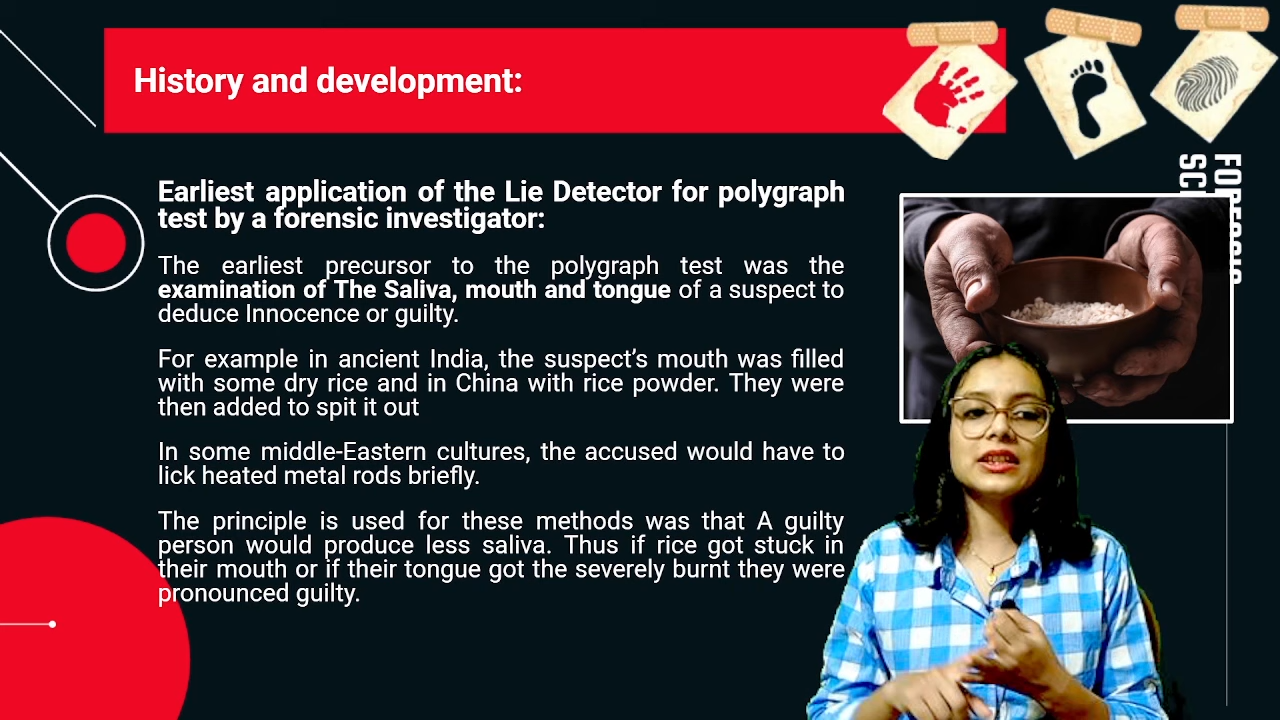 History and development:
Earliest application of the Lie Detector for polygraph
test by a forensic investigator:
The earliest precursor to the polygraph test was the
examination of The Saliva, mouth and tongue of a suspect to
deduce Innocence or guilty.
For example in ancient India, the suspect's mouth was filled
with some dry rice and in China with rice powder. They were
then added to spit it out
In some middle-Eastern cultures, the accused would have to
lick heated metal rods briefly.
The principle is used for these methods was that A guilty
person would produce less saliva. Thus if rice got stuck in
their mouth or if their tongue got the severely burnt they were
pronounced guilty.